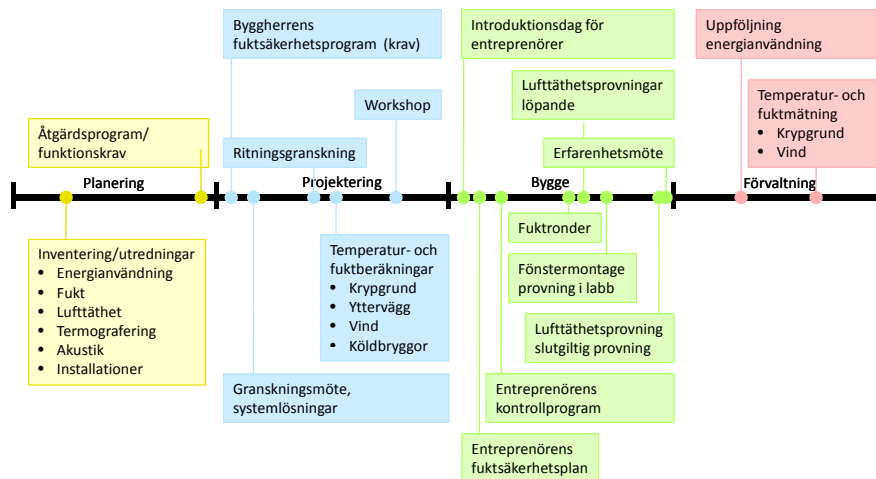 Byggherrens
fuktsäkerhetsprogram (krav)
Introduktionsdag för
entreprenörer
Uppföljning
energianvändning
Lufttäthetsprovningar
löpande
Temperatur- och
fuktmätning
• Krypgrund
• Vind
Workshop
Åtgärdsprogram/
funktionskrav
Ritningsgranskning
Erfarenhetsmöte
Planering
Projektering
Bygge
Förvaltning
Inventering/utredningar
• Energianvändning
• Fukt
• Lufttäthet
• Termografering
• Akustik
• Installationer
Temperatur- och
fuktberäkningar
• Krypgrund
• Yttervägg
• Vind
• Köldbryggor
Fuktronder
Fönstermontage
provning i labb
Lufttäthetsprovning
slutgiltig provning
Granskningsmöte,
systemlösningar
Entreprenörens
kontrollprogram
Entreprenörens
fuktsäkerhetsplan